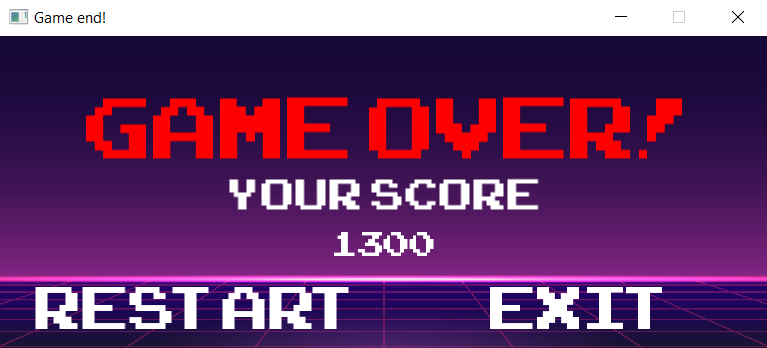 Game end!
GAME OVER!
YOUR SCORE
1300
RESTART EXIT